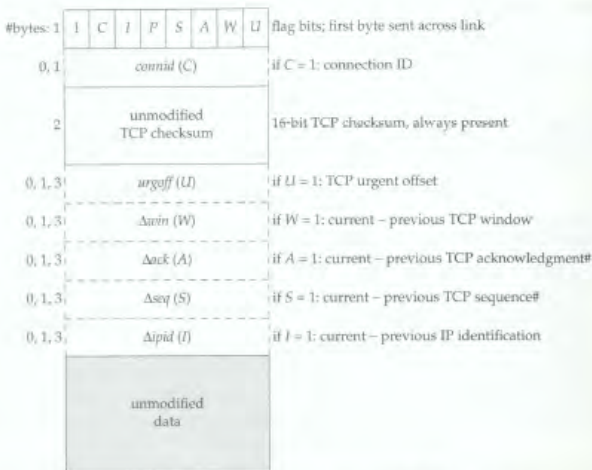 #bytes: 1 1 C I P S A W U flag bits; first byte sent across link
0, 1 connid (C) if C = 1: connection ID
2 unmodified TCP checksum 16-bit TCP checksum, always present
0, 1, 3 urgoff (U) if U = 1: TCP urgent offset
0, 1, 3 Δwin (W) if W = 1: current – previous TCP window
0, 1, 3 Δack (A) if A = 1: current – previous TCP acknowledgment#
0, 1, 3 Δseq (S) if S = 1: current – previous TCP sequence#
0, 1, 3 Δipid (I) if I = 1: current – previous IP identification
unmodified
data